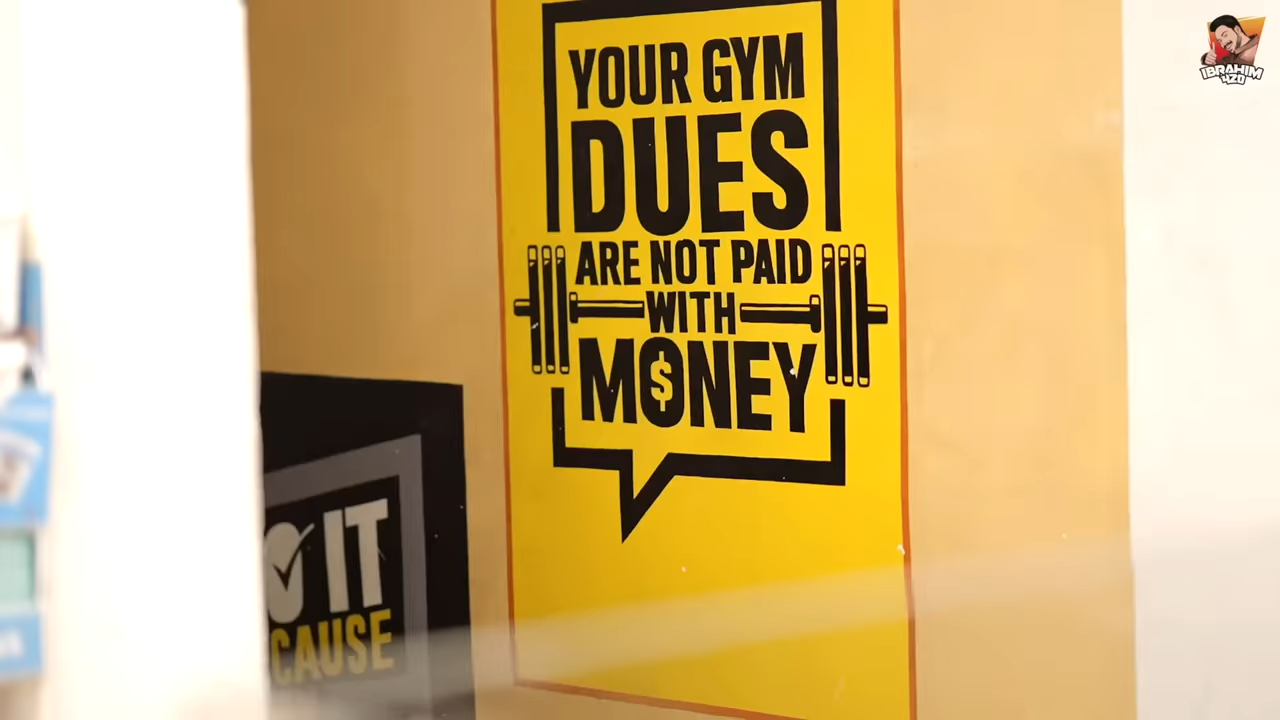 YOUR GYM
DUES
ARE NOT PAID
WITH
MONEY
IT
CAUSE
IBRAHIM
420